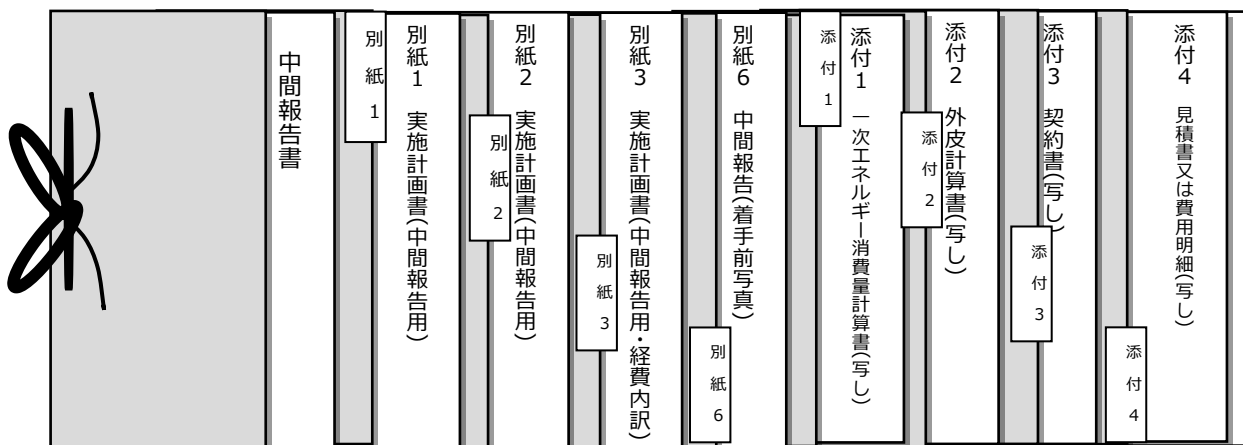 中間報告書
別紙1
別紙1 実施計画書(中間報告用)
別紙2
別紙2 実施計画書(中間報告用)
別紙3
別紙3 実施計画書(中間報告用・経費内訳)
別紙6
別紙6 中間報告(着手前写真)
添付1
添付1 一次エネルギー消費量計算書(写し)
添付2
添付2 外皮計算書(写し)
添付3
添付3 契約書(写し)
添付4
添付4 見積書又は費用明細(写し)